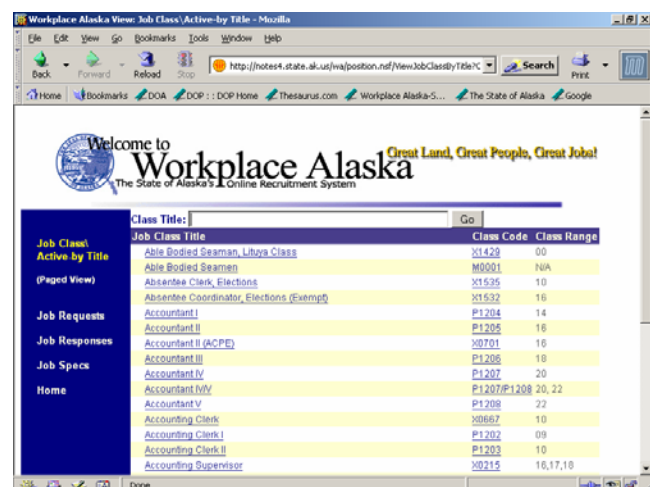 Workplace Alaska View: Job Class\Active-by Title - Mozilla
File Edit View Go Bookmarks Tools Window Help
Back Forward Reload Stop http://notes4.state.ak.us/wa/position.nsf/ViewJobClassByTitle?C Search Print
Home Bookmarks DOA DOP : : DOP Home Thesaurus.com Workplace Alaska-S... The State of Alaska Google
Welcome to
Workplace Alaska
The State of Alaska's Online Recruitment System
Great Land, Great People, Great Jobs!
Class Title: Go
Job Class\
Active-by Title
(Paged View)
Job Requests
Job Responses
Job Specs
Home
Job Class Title Class Code Class Range
Able Bodied Seaman, Lituya Class X1429 00
Able Bodied Seamen M0001 N/A
Absentee Clerk, Elections X1535 10
Absentee Coordinator, Elections (Exempt) X1532 16
Accountant I P1204 14
Accountant II P1205 16
Accountant II (ACPE) X0701 16
Accountant III P1206 18
Accountant IV P1207 20
Accountant IV/V P1207/P1208 20, 22
Accountant V P1208 22
Accounting Clerk X0667 10
Accounting Clerk I P1202 09
Accounting Clerk II P1203 10
Accounting Supervisor X0215 16,17,18
Done